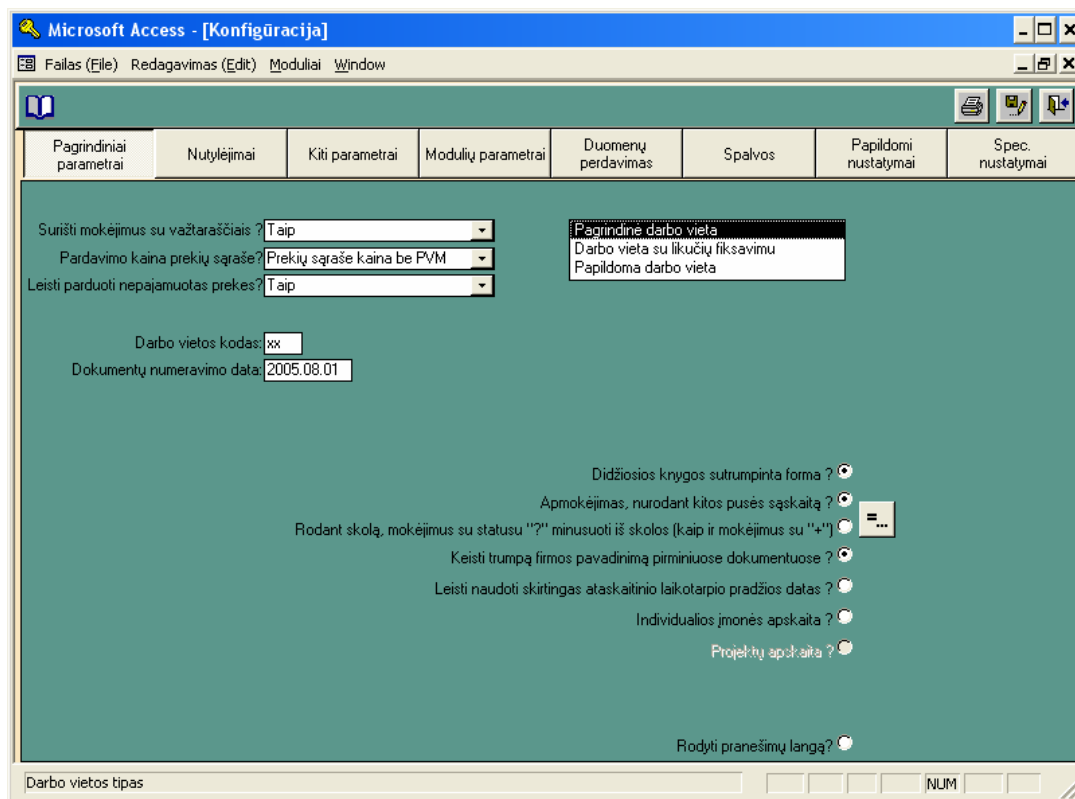 Microsoft Access - [Konfigūracija]
Failas (File) Redagavimas (Edit) Moduliai Window
Pagrindiniai parametrai
Nutylėjimai
Kiti parametrai
Modulių parametrai
Duomenų perdavimas
Spalvos
Papildomi nustatymai
Spec. nustatymai
Surišti mokėjimus su važtaraščiais ? Taip
Pardavimo kaina prekių sąraše? Prekių sąraše kaina be PVM
Leisti parduoti nepajamuotas prekes? Taip
Pagrindinė darbo vieta
Darbo vieta su likučių fiksavimu
Papildoma darbo vieta
Darbo vietos kodas: xx
Dokumentų numeravimo data: 2005.08.01
Didžiosios knygos sutrumpinta forma ?
Apmokėjimas, nurodant kitos pusės sąskaitą ?
=...
Rodant skolą, mokėjimus su statusu "?" minusuoti iš skolos (kaip ir mokėjimus su "+")
Keisti trumpą firmos pavadinimą pirminiuose dokumentuose ?
Leisti naudoti skirtingas ataskaitinio laikotarpio pradžios datas ?
Individualios įmonės apskaita ?
Projektų apskaita ?
Rodyti pranešimų langą?
Darbo vietos tipas
NUM